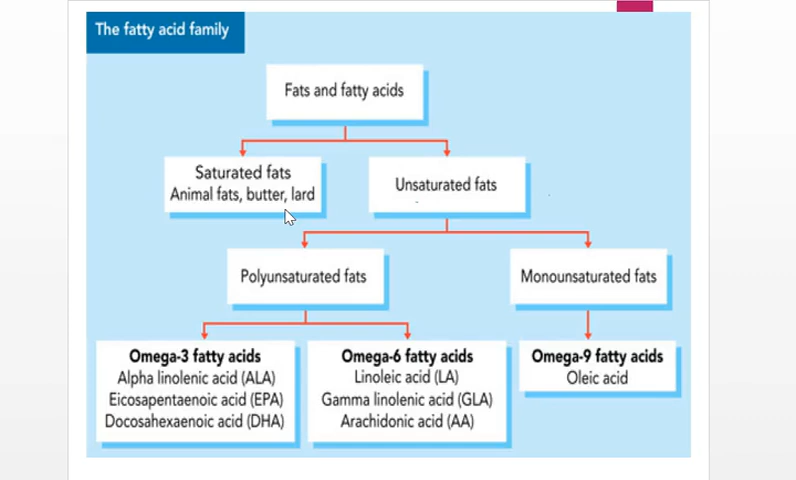 The fatty acid family
Fats and fatty acids
Saturated fats
Animal fats, butter, lard
Unsaturated fats
Polyunsaturated fats
Monounsaturated fats
Omega-3 fatty acids
Alpha linolenic acid (ALA)
Eicosapentaenoic acid (EPA)
Docosahexaenoic acid (DHA)
Omega-6 fatty acids
Linoleic acid (LA)
Gamma linolenic acid (GLA)
Arachidonic acid (AA)
Omega-9 fatty acids
Oleic acid